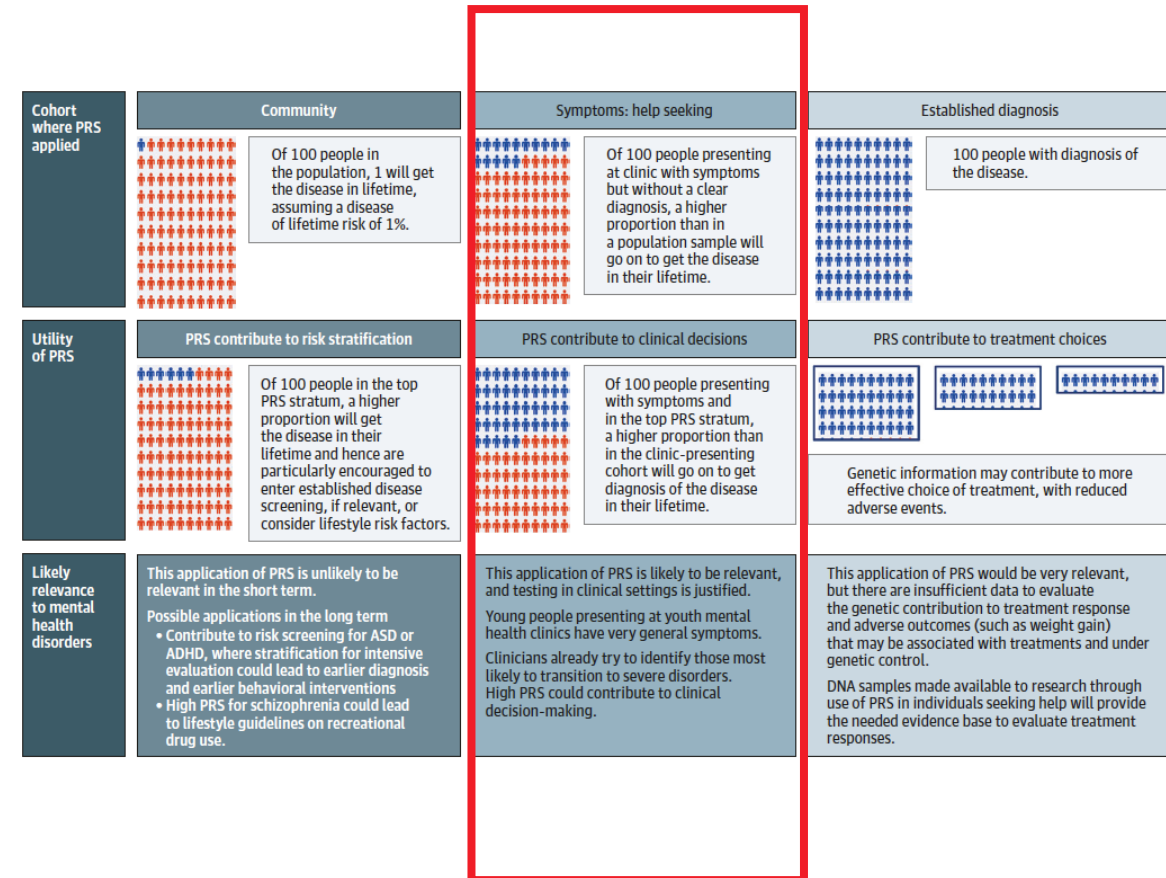 Cohort
where PRS
applied
Community
Of 100 people in
the population, 1 will get
the disease in lifetime,
assuming a disease
of lifetime risk of 1%.
Symptoms: help seeking
Of 100 people presenting
at clinic with symptoms
but without a clear
diagnosis, a higher
proportion than in
a population sample will
go on to get the disease
in their lifetime.
Established diagnosis
100 people with diagnosis of
the disease.
Utility
of PRS
PRS contribute to risk stratification
Of 100 people in the top
PRS stratum, a higher
proportion will get
the disease in their
lifetime and hence are
particularly encouraged to
enter established disease
screening, if relevant, or
consider lifestyle risk factors.
PRS contribute to clinical decisions
Of 100 people presenting
with symptoms and
in the top PRS stratum,
a higher proportion than
in the clinic-presenting
cohort will go on to get
diagnosis of the disease
in their lifetime.
PRS contribute to treatment choices
Genetic information may contribute to more
effective choice of treatment, with reduced
adverse events.
Likely
relevance
to mental
health
disorders
This application of PRS is unlikely to be
relevant in the short term.
Possible applications in the long term
• Contribute to risk screening for ASD or
ADHD, where stratification for intensive
evaluation could lead to earlier diagnosis
and earlier behavioral interventions
• High PRS for schizophrenia could lead
to lifestyle guidelines on recreational
drug use.
This application of PRS is likely to be relevant,
and testing in clinical settings is justified.
Young people presenting at youth mental
health clinics have very general symptoms.
Clinicians already try to identify those most
likely to transition to severe disorders.
High PRS could contribute to clinical
decision-making.
This application of PRS would be very relevant,
but there are insufficient data to evaluate
the genetic contribution to treatment response
and adverse outcomes (such as weight gain)
that may be associated with treatments and under
genetic control.
DNA samples made available to research through
use of PRS in individuals seeking help will provide
the needed evidence base to evaluate treatment
responses.